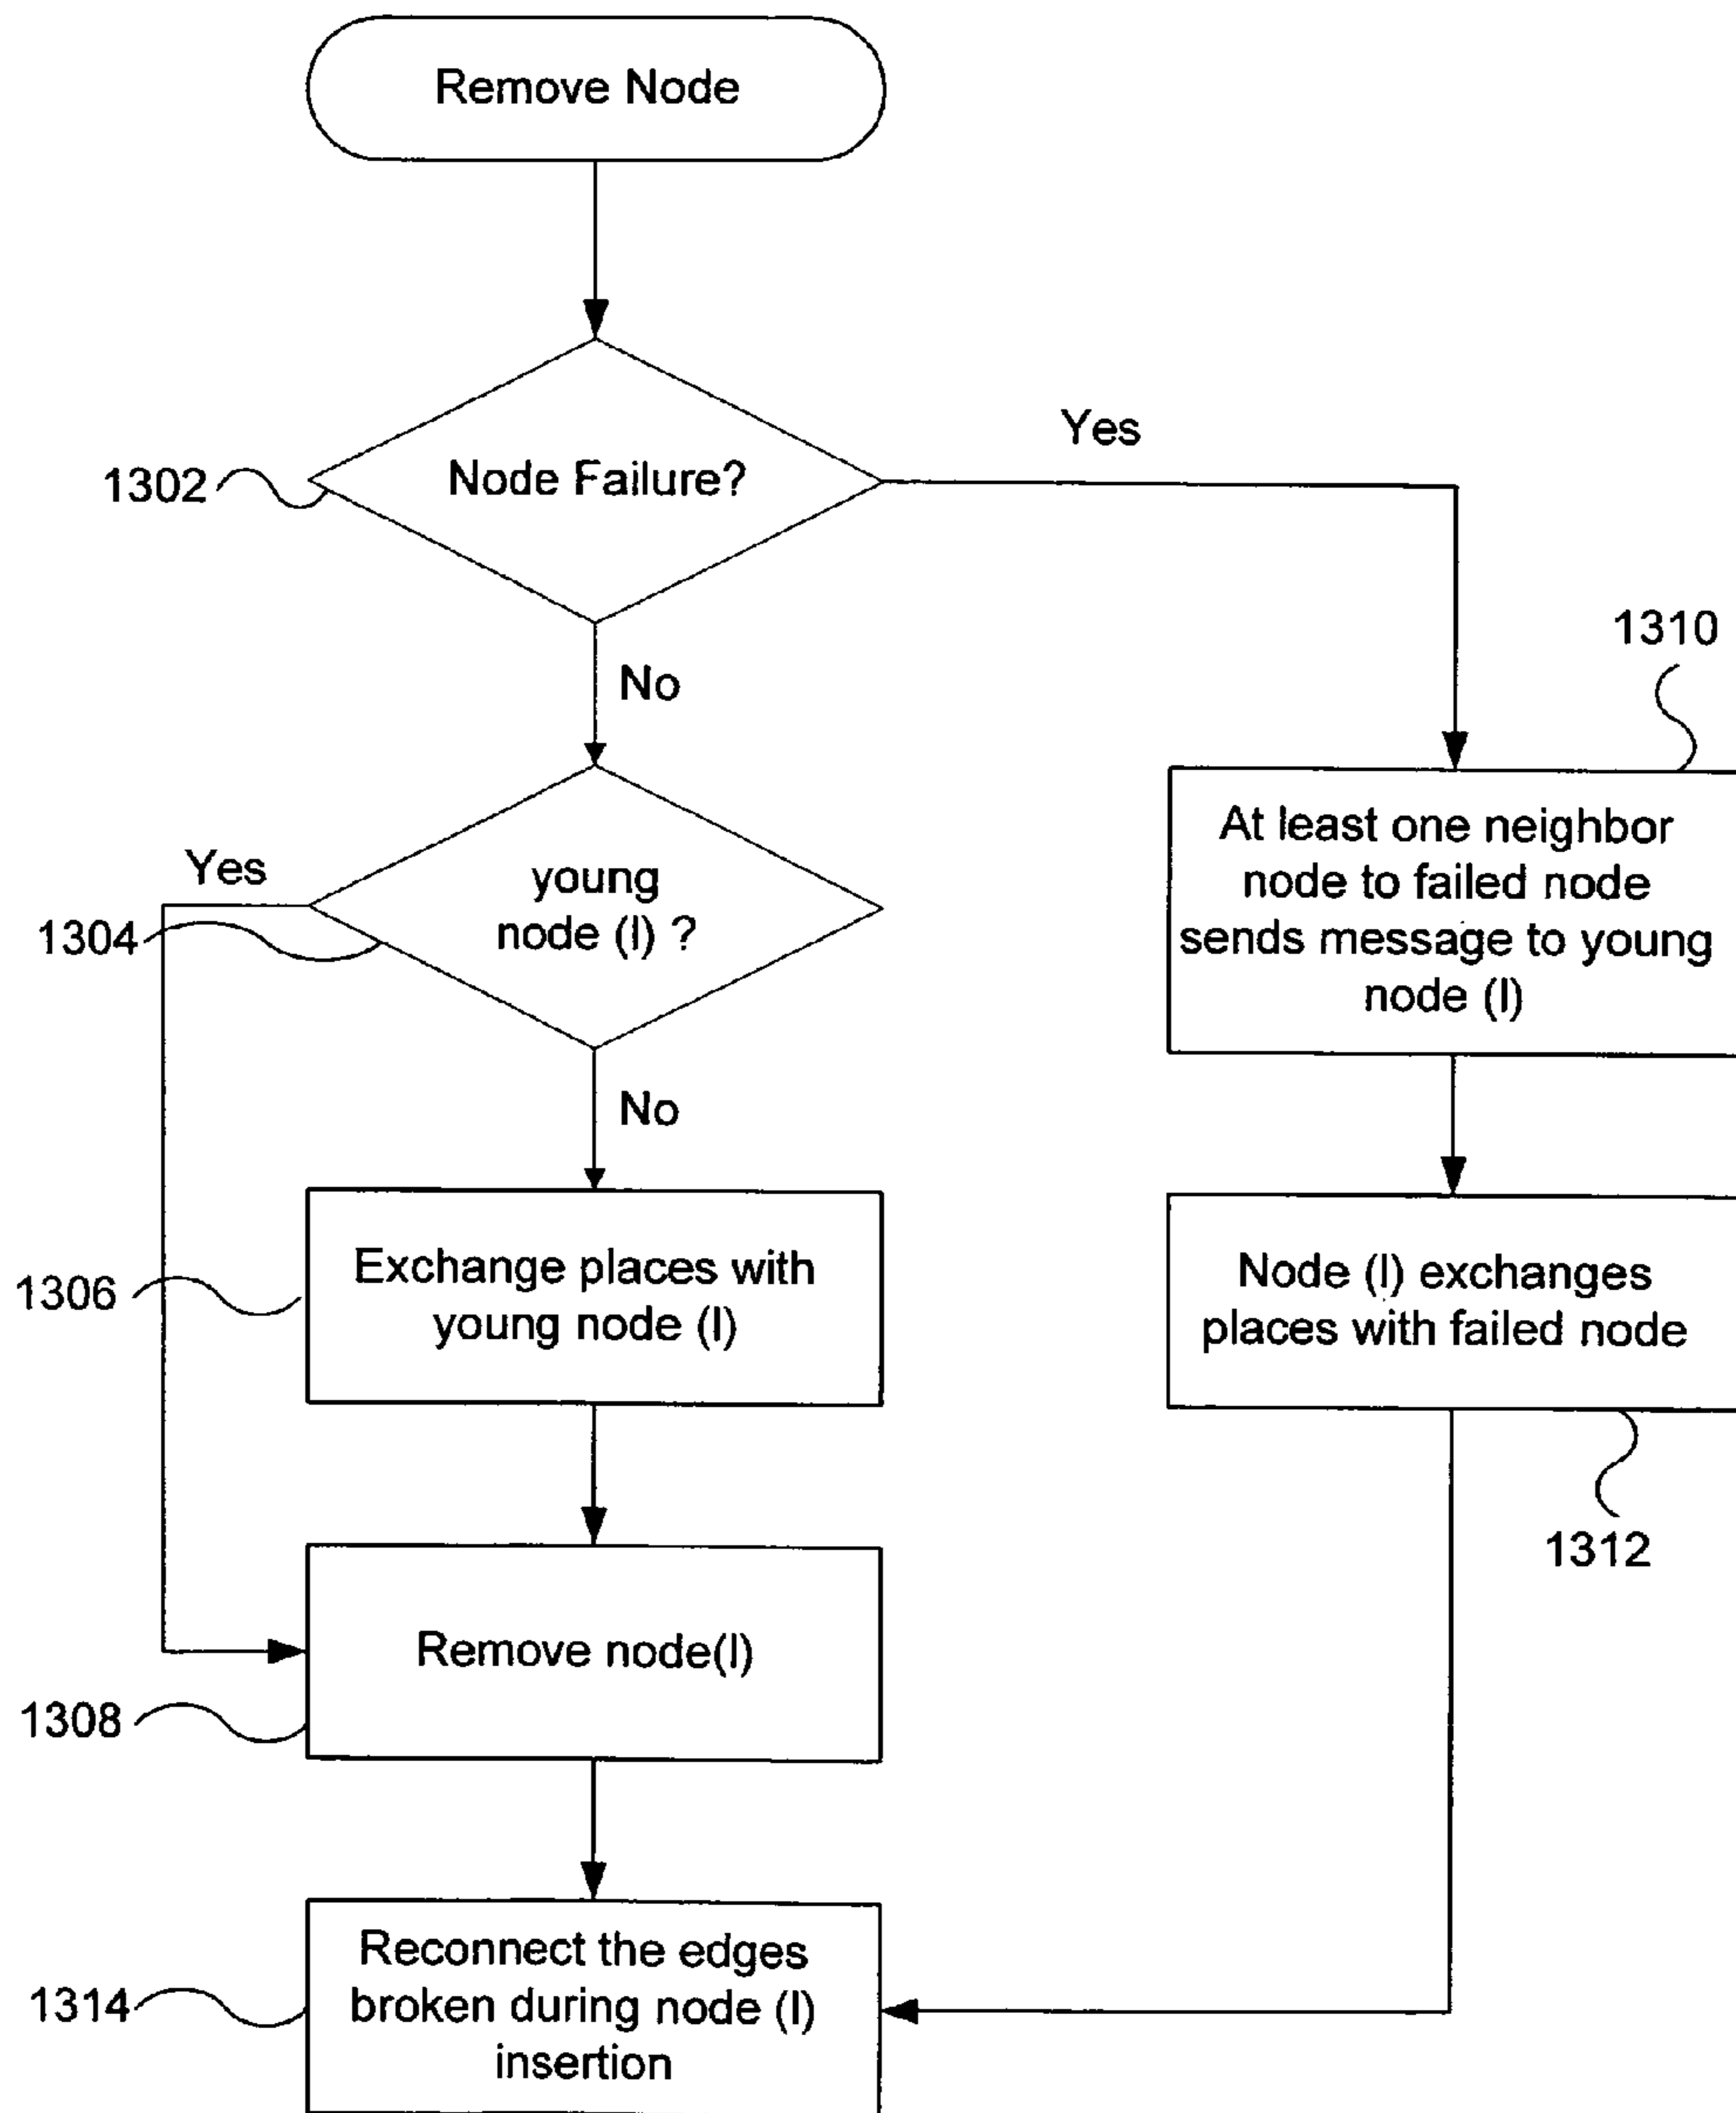 Remove Node
Yes
1302
Node Failure?
1310
No
At least one neighbor
node to failed node
sends message to young
node (I)
Yes
young
node (I) ?
1304
No
Exchange places with
young node (I)
1306
Node (I) exchanges
places with failed node
1312
Remove node(I)
1308
Reconnect the edges
broken during node (I)
insertion
1314